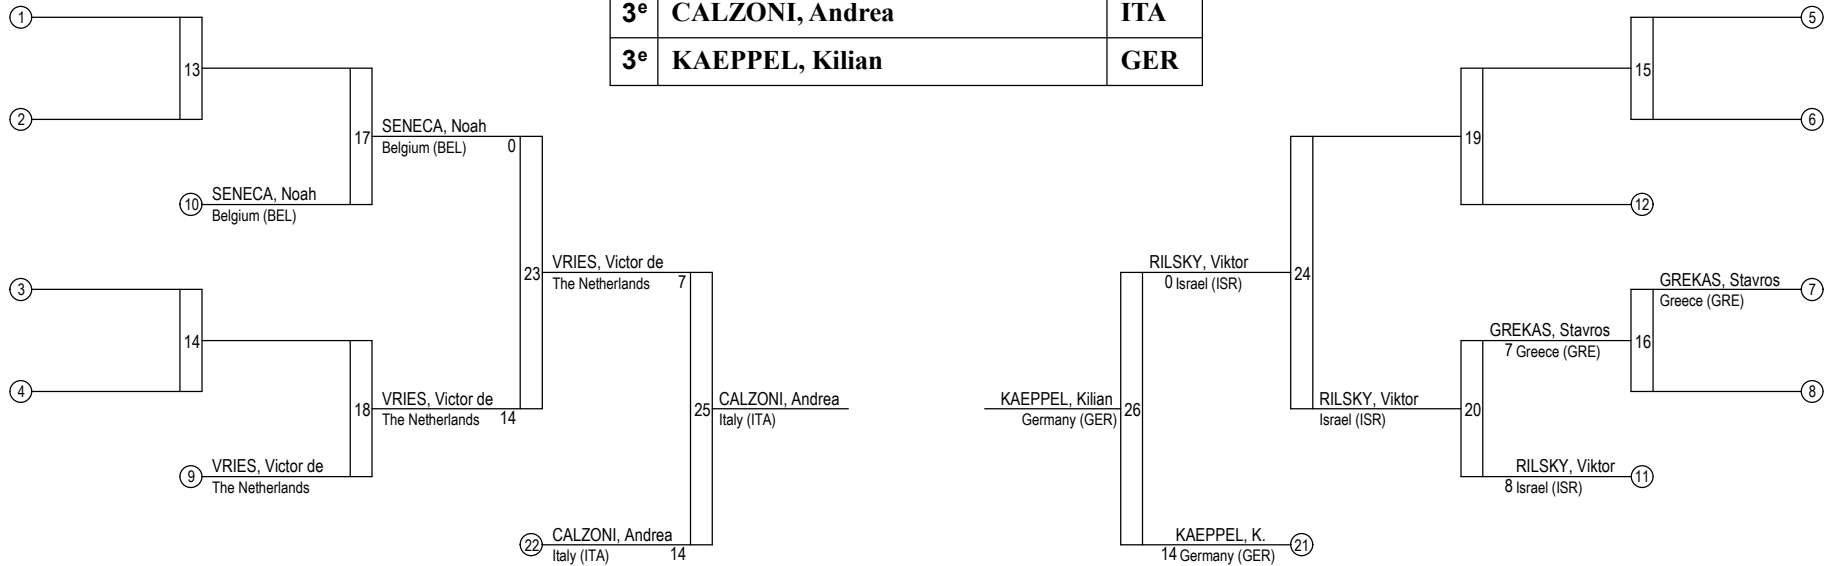 3e CALZONI, Andrea ITA
3e KAEPPEL, Kilian GER
1
13
2
17
SENECA, Noah
Belgium (BEL) 0
10 SENECA, Noah
Belgium (BEL)
23
VRIES, Victor de
The Netherlands 7
3
14
4
18
VRIES, Victor de
The Netherlands 14
9 VRIES, Victor de
The Netherlands
25
CALZONI, Andrea
Italy (ITA)
22 CALZONI, Andrea
Italy (ITA) 14
5
15
6
19
12
RILSKY, Viktor
0 Israel (ISR)
24
GREKAS, Stavros 7
Greece (GRE)
GREKAS, Stavros
7 Greece (GRE)
16
8
KAEPPEL, Kilian
Germany (GER)
26
RILSKY, Viktor
Israel (ISR)
20
RILSKY, Viktor 11
8 Israel (ISR)
KAEPPEL, K. 21
14 Germany (GER)